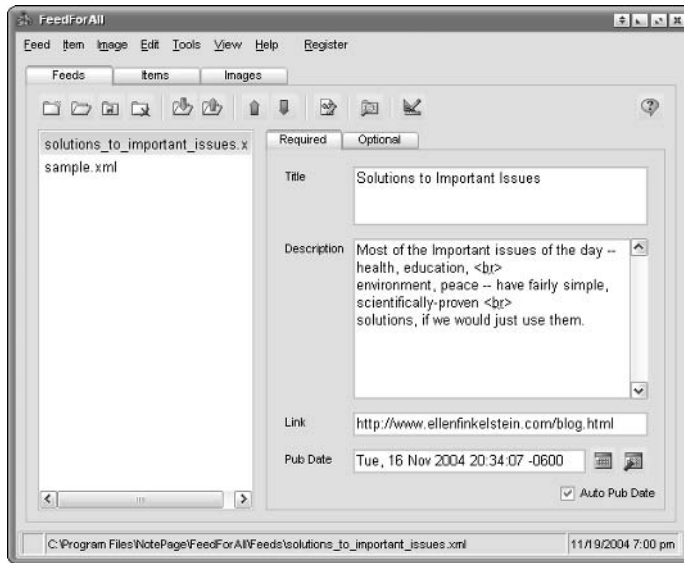 FeedForAll
Feed Item Image Edit Tools View Help Register
Feeds Items Images
solutions_to_important_issues.x
sample.xml
Required Optional
Title
Solutions to Important Issues
Description
Most of the Important issues of the day --
health, education, <br>
environment, peace -- have fairly simple,
scientifically-proven <br>
solutions, if we would just use them.
Link
http://www.ellenfinkelstein.com/blog.html
Pub Date
Tue, 16 Nov 2004 20:34:07 -0600
Auto Pub Date
C:\Program Files\NotePage\FeedForAll\Feeds\solutions_to_important_issues.xml
11/19/2004 7:00 pm